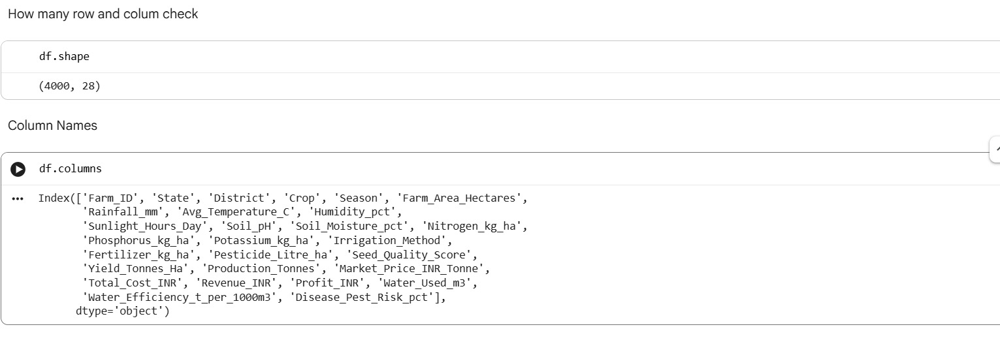 How many row and colum check
df.shape
(4000, 28)
Column Names
df.columns
Index(['Farm_ID', 'State', 'District', 'Crop', 'Season', 'Farm_Area_Hectares',
'Rainfall_mm', 'Avg_Temperature_C', 'Humidity_pct',
'Sunlight_Hours_Day', 'Soil_pH', 'Soil_Moisture_pct', 'Nitrogen_kg_ha',
'Phosphorus_kg_ha', 'Potassium_kg_ha', 'Irrigation_Method',
'Fertilizer_kg_ha', 'Pesticide_Litre_ha', 'Seed_Quality_Score',
'Yield_Tonnes_Ha', 'Production_Tonnes', 'Market_Price_INR_Tonne',
'Total_Cost_INR', 'Revenue_INR', 'Profit_INR', 'Water_Used_m3',
'Water_Efficiency_t_per_1000m3', 'Disease_Pest_Risk_pct'],
dtype='object')